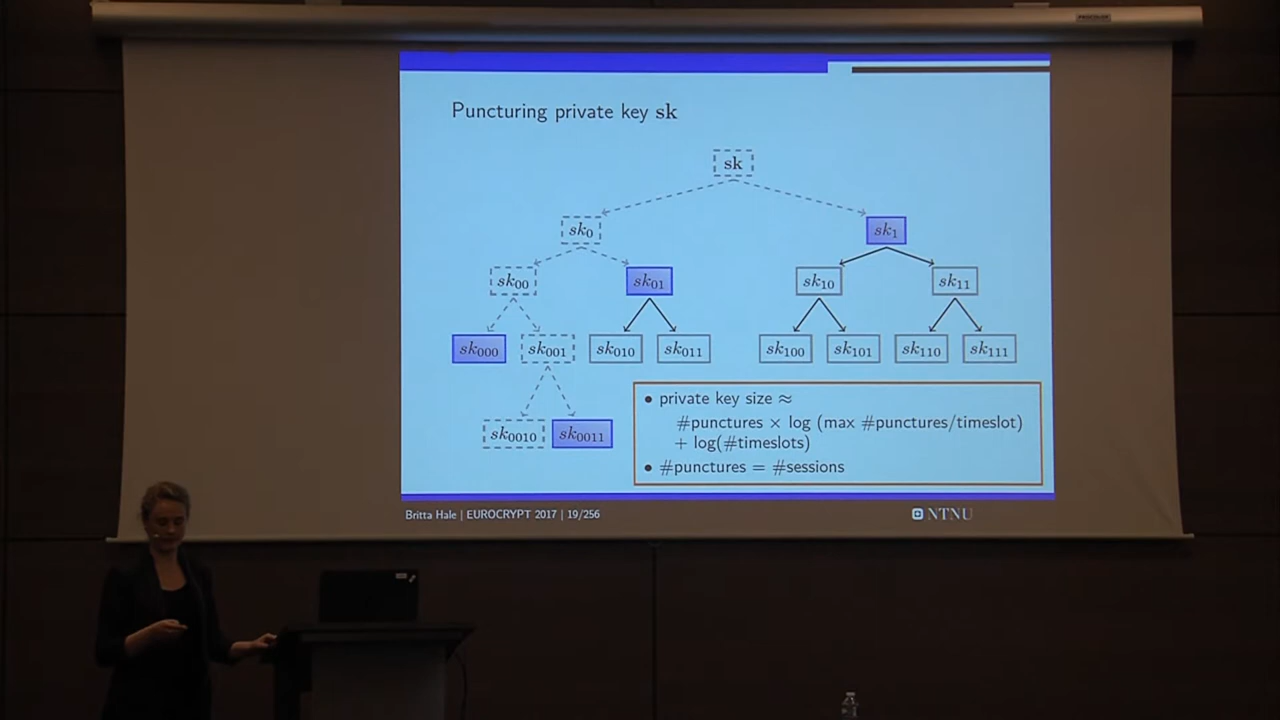 Puncturing private key sk
sk
sk₀
sk₁
sk₀₀
sk₀₁
sk₁₀
sk₁₁
sk₀₀₀
sk₀₀₁
sk₀₁₀
sk₀₁₁
sk₁₀₀
sk₁₀₁
sk₁₁₀
sk₁₁₁
sk₀₀₁₀
sk₀₀₁₁
• private key size ≈
#punctures × log (max #punctures/timeslot)
+ log(#timeslots)
• #punctures = #sessions
Britta Hale | EUROCRYPT 2017 | 19/256
NTNU